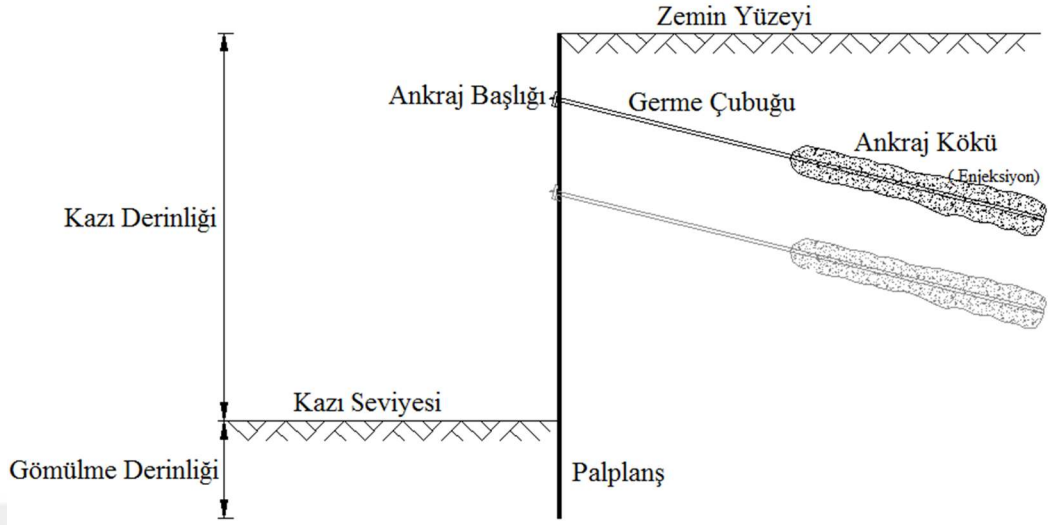 Zemin Yüzeyi
Ankraj Başlığı
Germe Çubuğu
Ankraj Kökü
( Enjeksiyon)
Kazı Derinliği
Kazı Seviyesi
Gömülme Derinliği
Palplanş